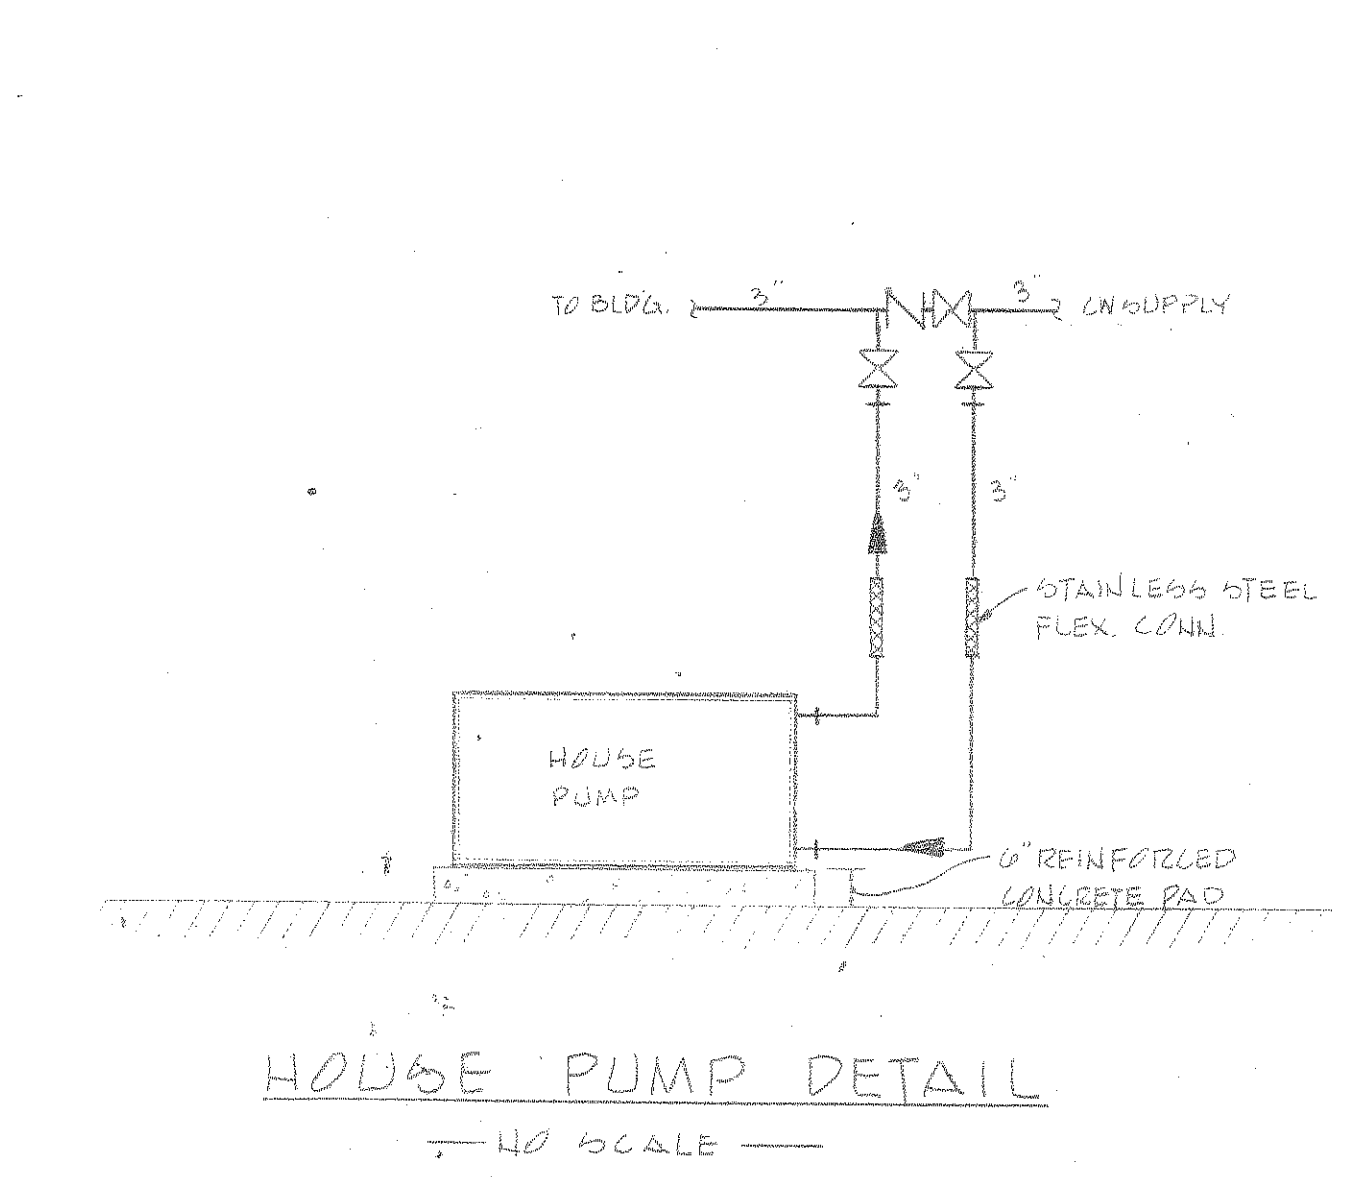 TO BLDG.
3"
3"
CW SUPPLY
3"
3"
STAINLESS STEEL
FLEX. CONN.
HOUSE
PUMP
6" REINFORCED
CONCRETE PAD
HOUSE PUMP DETAIL
NO SCALE